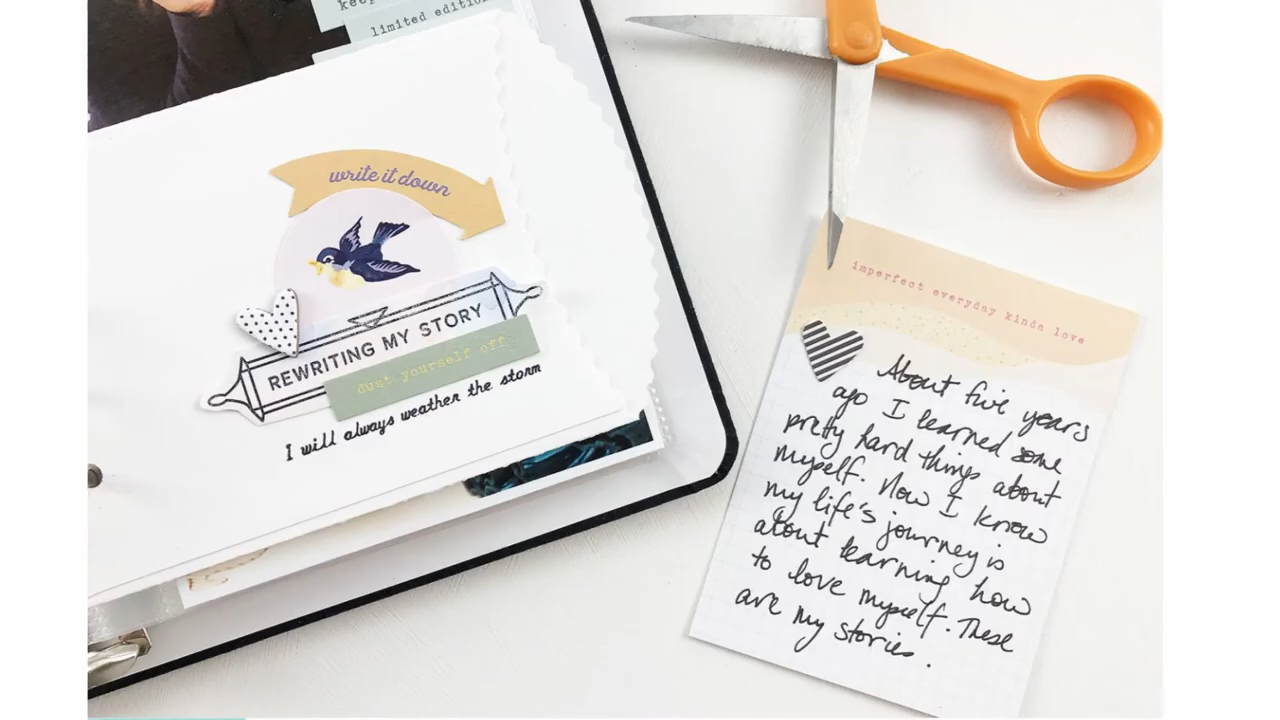 keep
limited edition
write it down
REWRITING MY STORY
dust yourself off
I will always weather the storm
imperfect everyday kinda love
About five years
ago I learned some
pretty hard things about
myself. Now I know
my life's journey is
about learning how
to love myself. These
are my stories.